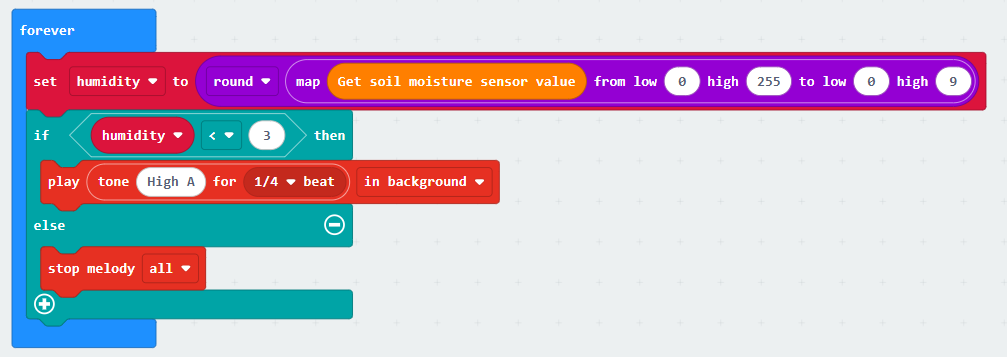 forever
set humidity to round map Get soil moisture sensor value from low 0 high 255 to low 0 high 9
if humidity < 3 then
play tone High A for 1/4 beat in background
else
stop melody all